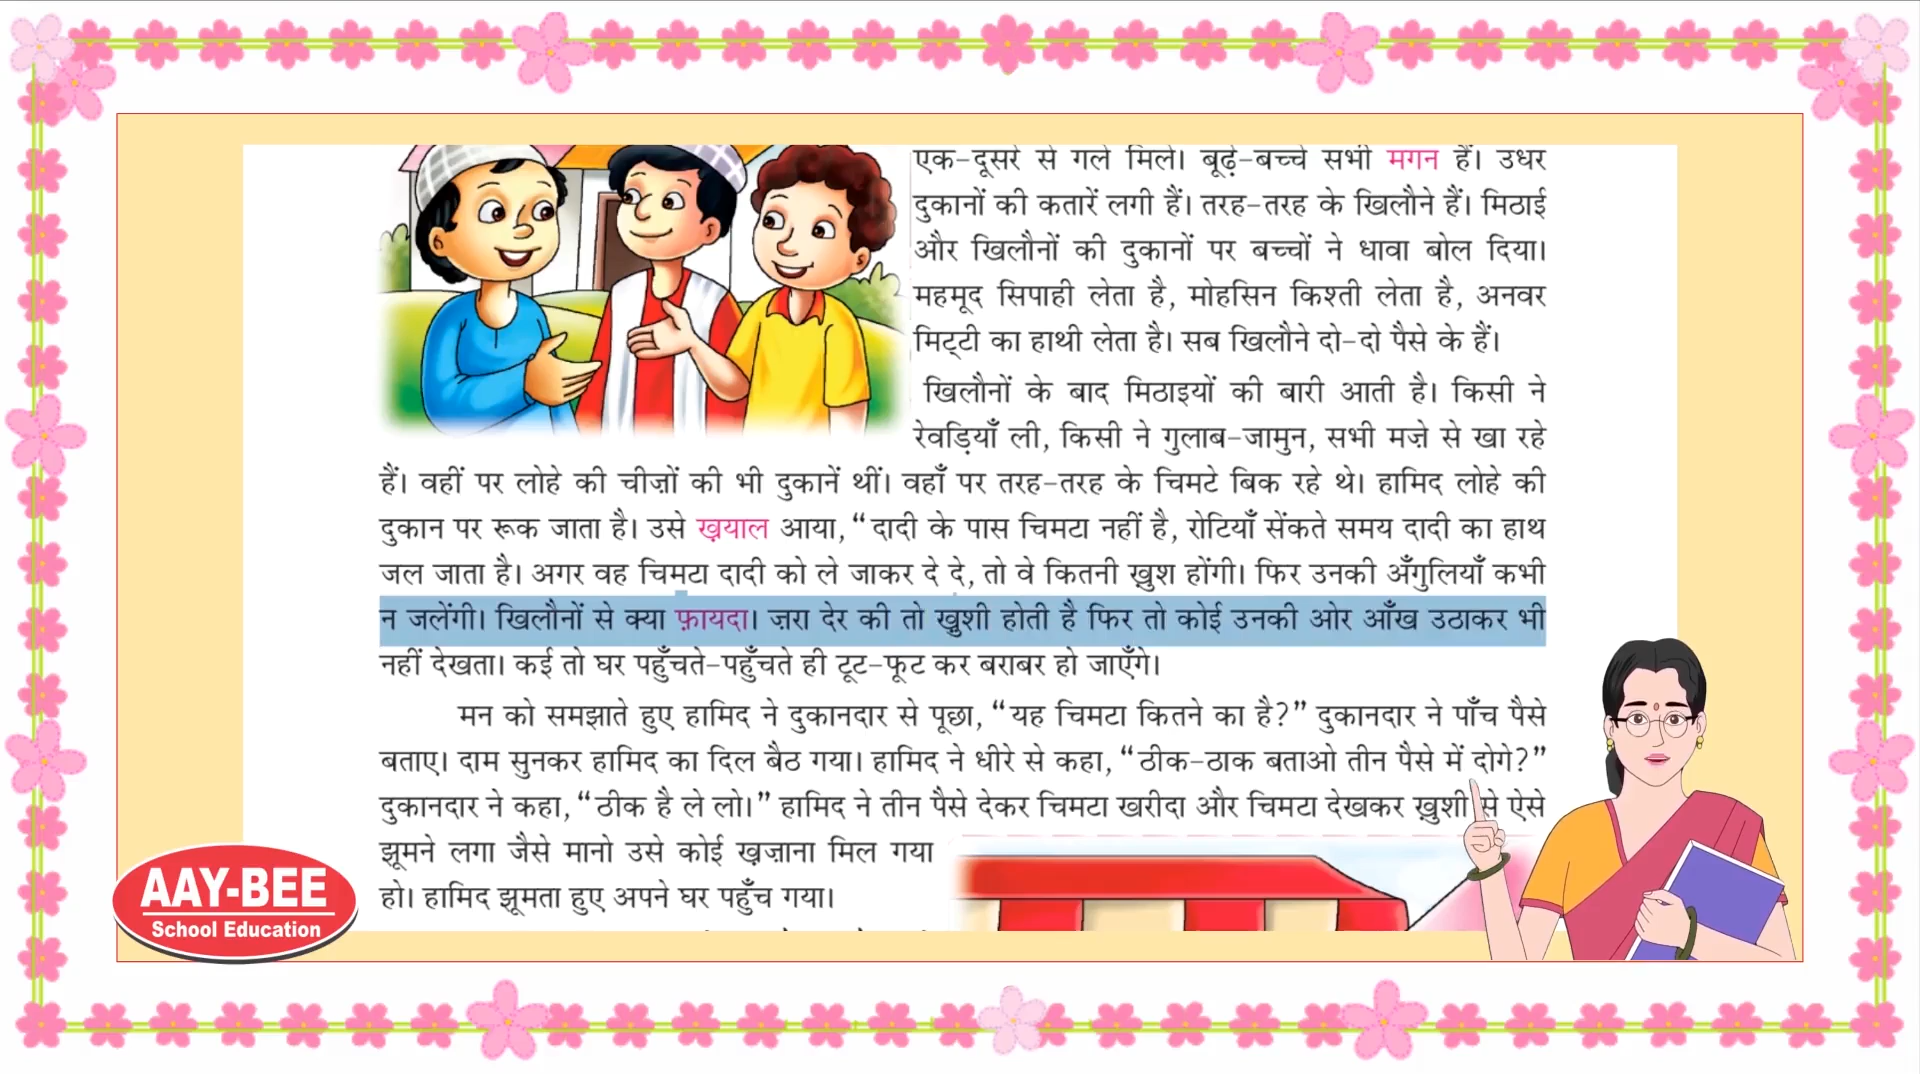 एक-दूसरे से गले मिले। बूढ़े-बच्चे सभी मगन हैं। उधर
दुकानों की कतारें लगी हैं। तरह-तरह के खिलौने हैं। मिठाई
और खिलौनों की दुकानों पर बच्चों ने धावा बोल दिया।
महमूद सिपाही लेता है, मोहसिन किश्ती लेता है, अनवर
मिट्टी का हाथी लेता है। सब खिलौने दो-दो पैसे के हैं।
खिलौनों के बाद मिठाइयों की बारी आती है। किसी ने
रेवड़ियाँ ली, किसी ने गुलाब-जामुन, सभी मज़े से खा रहे
हैं। वहीं पर लोहे की चीज़ों की भी दुकानें थीं। वहाँ पर तरह-तरह के चिमटे बिक रहे थे। हामिद लोहे की
दुकान पर रूक जाता है। उसे ख़याल आया, “दादी के पास चिमटा नहीं है, रोटियाँ सेंकते समय दादी का हाथ
जल जाता है। अगर वह चिमटा दादी को ले जाकर दे दे, तो वे कितनी ख़ुश होंगी। फिर उनकी अँगुलियाँ कभी
न जलेंगी। खिलौनों से क्या फ़ायदा। ज़रा देर की तो ख़ुशी होती है फिर तो कोई उनकी ओर आँख उठाकर भी
नहीं देखता। कई तो घर पहुँचते-पहुँचते ही टूट-फूट कर बराबर हो जाएँगे।
मन को समझाते हुए हामिद ने दुकानदार से पूछा, “यह चिमटा कितने का है?” दुकानदार ने पाँच पैसे
बताए। दाम सुनकर हामिद का दिल बैठ गया। हामिद ने धीरे से कहा, “ठीक-ठाक बताओ तीन पैसे में दोगे?”
दुकानदार ने कहा, “ठीक है ले लो।” हामिद ने तीन पैसे देकर चिमटा खरीदा और चिमटा देखकर ख़ुशी से ऐसे
झूमने लगा जैसे मानो उसे कोई ख़ज़ाना मिल गया
हो। हामिद झूमता हुए अपने घर पहुँच गया।
AAY-BEE
School Education